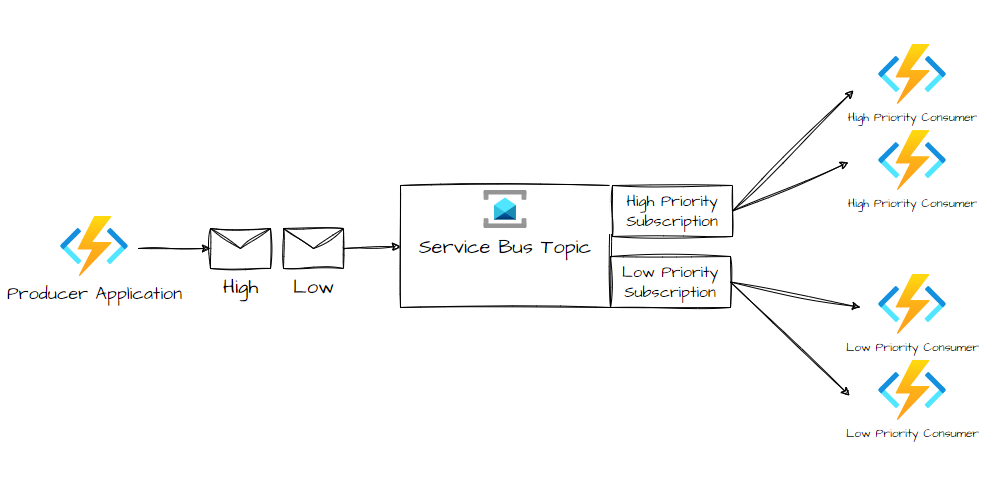 Producer Application
High
Low
Service Bus Topic
High Priority
Subscription
Low Priority
Subscription
High Priority Consumer
High Priority Consumer
Low Priority Consumer
Low Priority Consumer